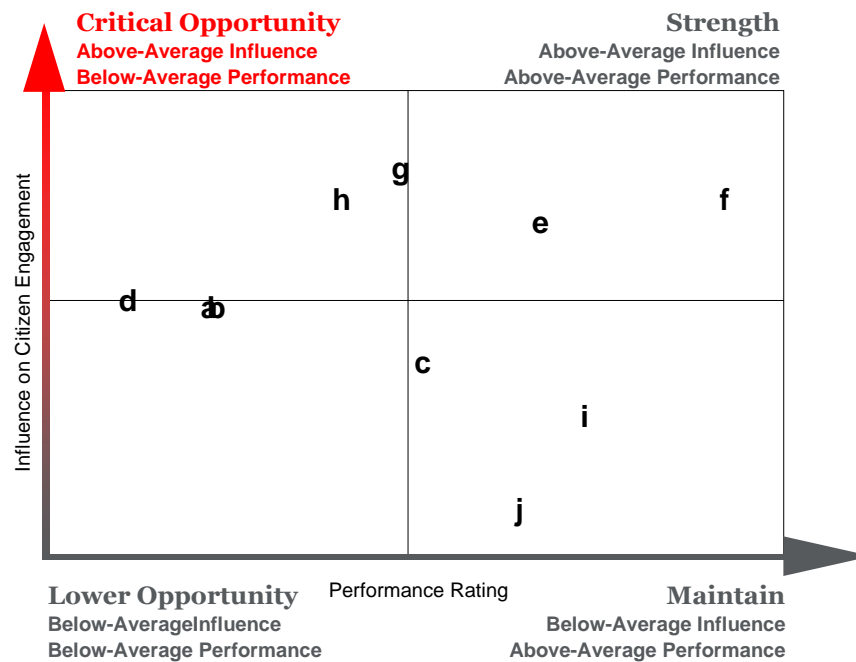 Critical Opportunity
Above-Average Influence
Below-Average Performance
Strength
Above-Average Influence
Above-Average Performance
Influence on Citizen Engagement
g
h
f
e
d
a
b
c
i
j
Performance Rating
Lower Opportunity
Below-AverageInfluence
Below-Average Performance
Maintain
Below-Average Influence
Above-Average Performance